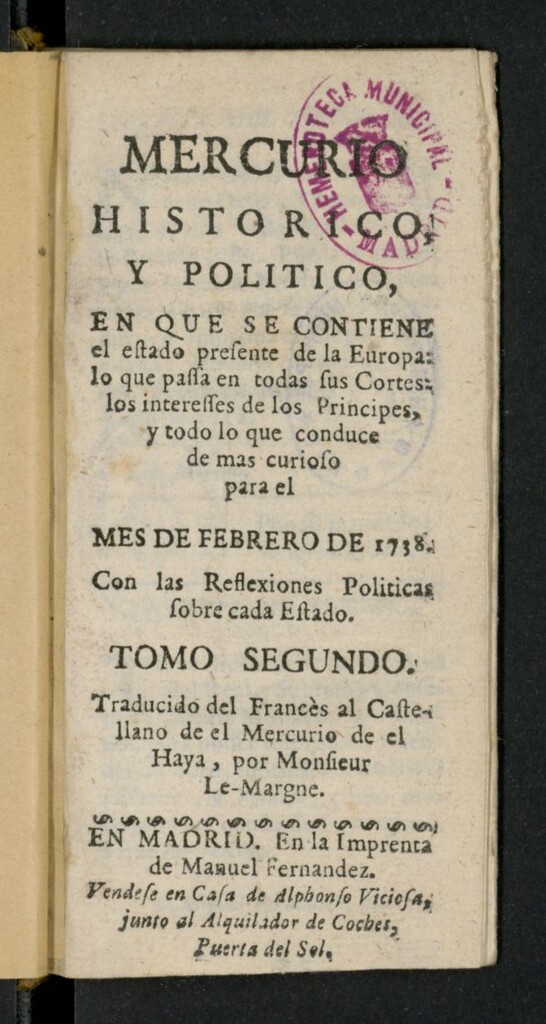 MERCURIO
HISTORICO,
Y POLITICO,
EN QUE SE CONTIENE
el eſtado preſente de la Europa:
lo que paſſa en todas ſus Cortes:
los intereſſes de los Principes,
y todo lo que conduce
de mas curioſo
para el
MES DE FEBRERO DE 1738.
Con las Reflexiones Politicas
ſobre cada Eſtado.
TOMO SEGUNDO.
Traducido del Francès al Caſte-
llano de el Mercurio de el
Haya, por Monſieur
Le-Margne.
EN MADRID. En la Imprenta
de Manuel Fernandez.
Vendeſe en Caſa de Alphonſo Vicioſa,
junto al Alquilador de Coches,
Puerta del Sol.
HEMEROTECA MUNICIPAL
- MADRID -